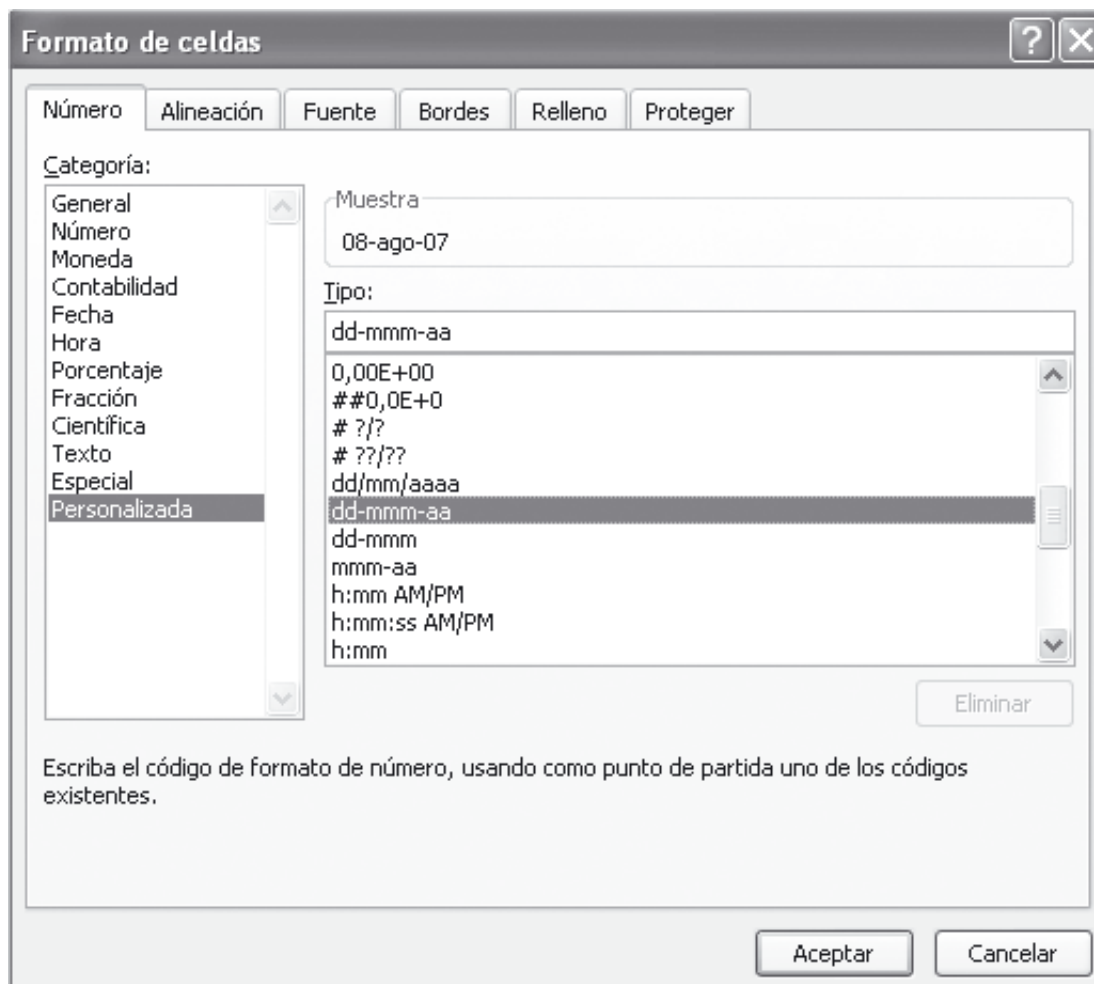 Formato de celdas
Número Alineación Fuente Bordes Relleno Proteger
Categoría:
General
Número
Moneda
Contabilidad
Fecha
Hora
Porcentaje
Fracción
Científica
Texto
Especial
Personalizada
Muestra
08-ago-07
Tipo:
dd-mmm-aa
0,00E+00
##0,0E+0
# ?/?
# ??/??
dd/mm/aaaa
dd-mmm-aa
dd-mmm
mmm-aa
h:mm AM/PM
h:mm:ss AM/PM
h:mm
Eliminar
Escriba el código de formato de número, usando como punto de partida uno de los códigos
existentes.
Aceptar Cancelar